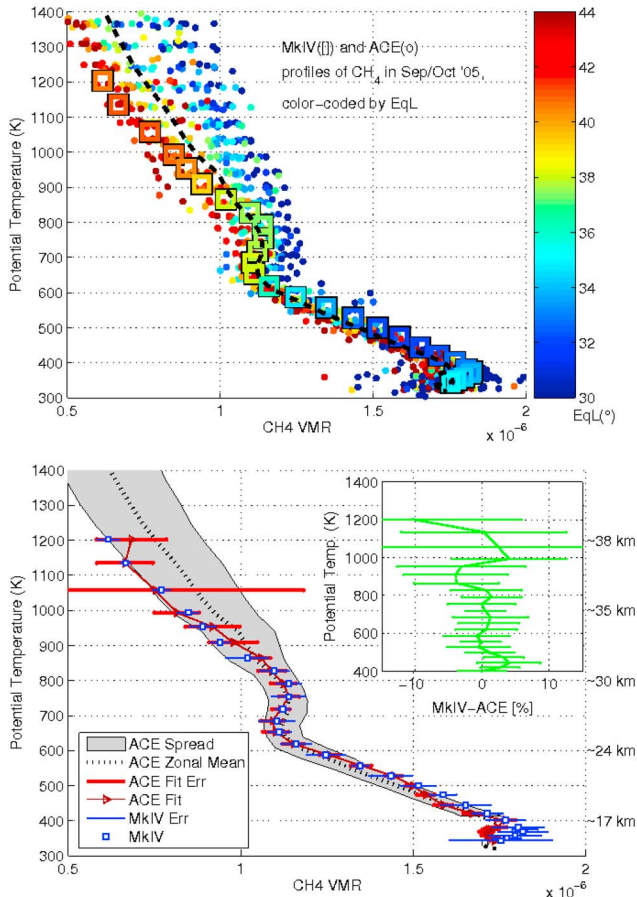 1400
1300
1200
1100
1000
900
800
700
600
500
400
300
Potential Temperature (K)
0.5
1
1.5
2
CH4 VMR
x 10⁻⁶
MkIV([]) and ACE(o)
profiles of CH₄ in Sep/Oct '05,
color-coded by EqL
44
42
40
38
36
34
32
30
EqL(°)
1400
1300
1200
1100
1000
900
800
700
600
500
400
300
Potential Temperature (K)
ACE Spread
ACE Zonal Mean
ACE Fit Err
ACE Fit
MkIV Err
MkIV
0.5
1
1.5
2
CH4 VMR
x 10⁻⁶
1400
1200
1000
800
600
400
Potential Temp. (K)
−10
0
10
MkIV−ACE [%]
~38 km
~35 km
~30 km
~24 km
~17 km